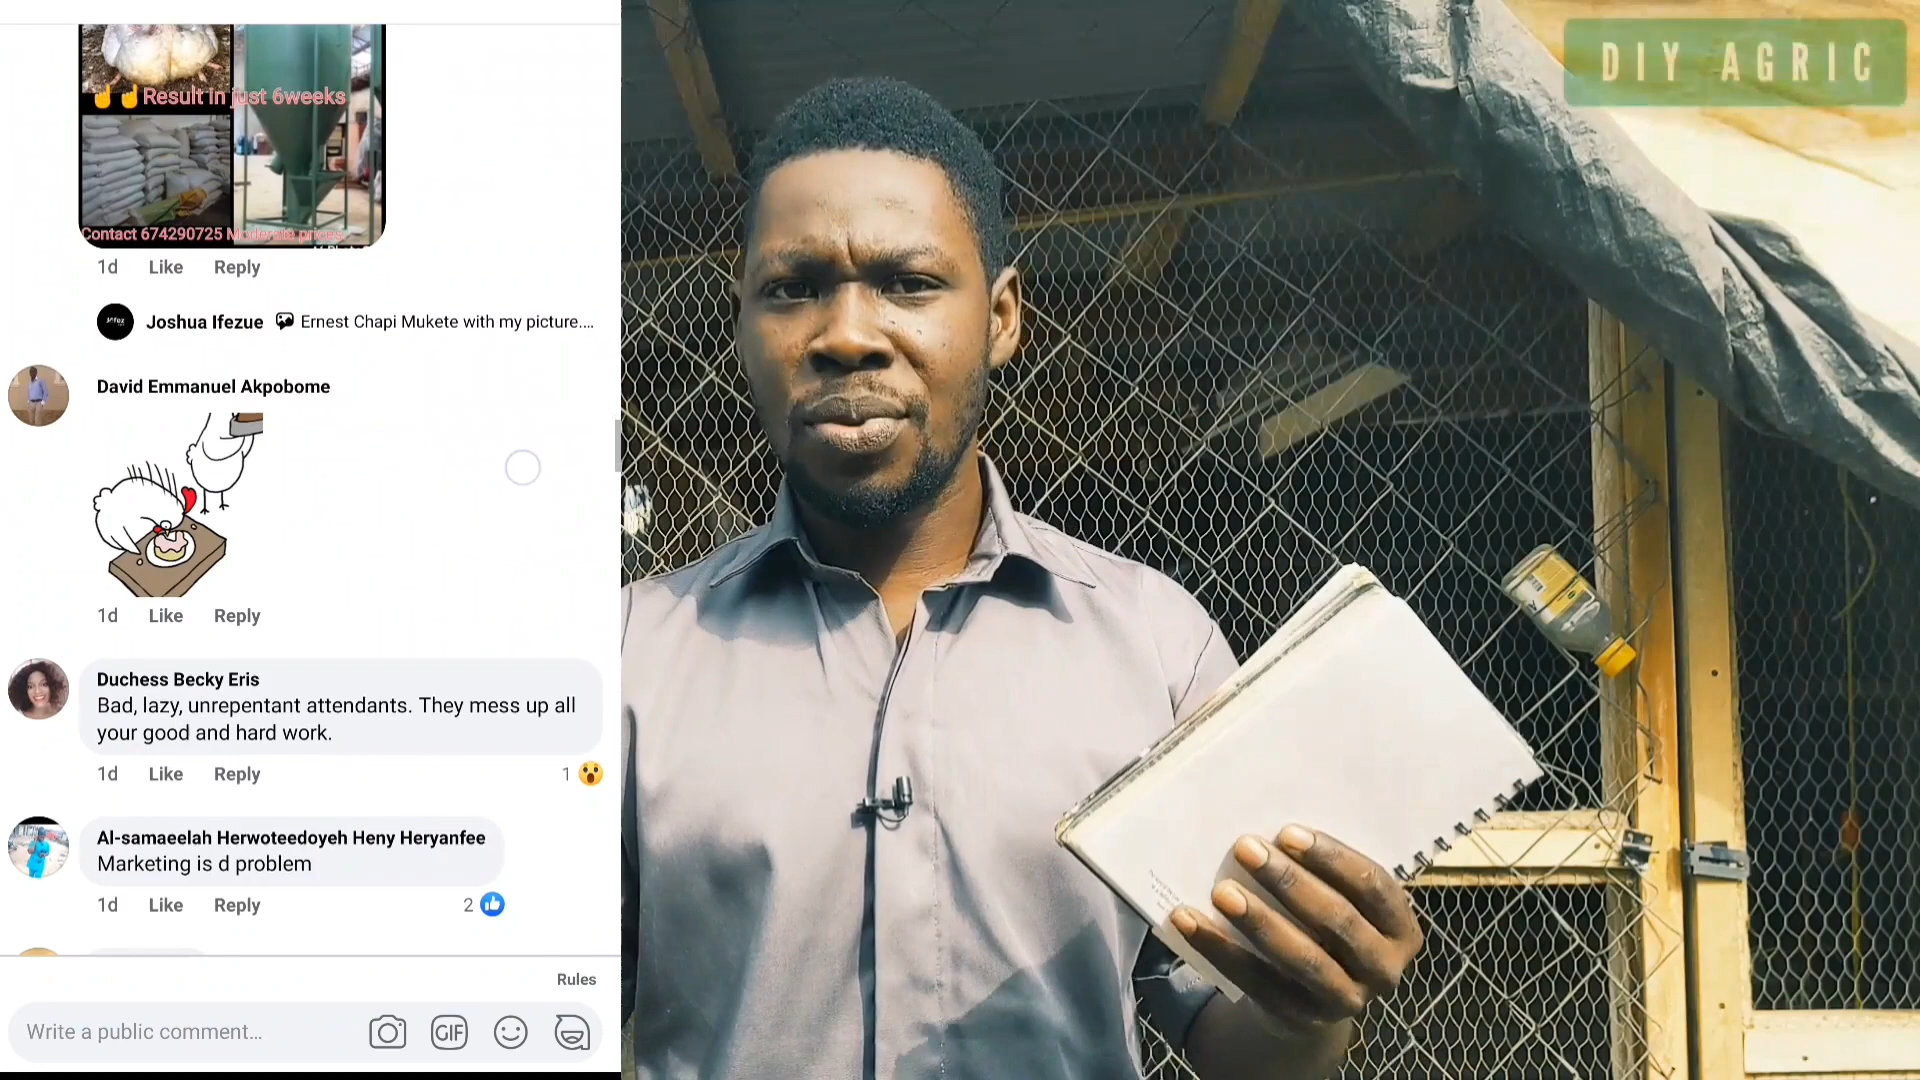 Result in just 6weeks
Contact 674290725 Moderate prices
1d Like Reply
Joshua Ifezue Ernest Chapi Mukete with my picture....
David Emmanuel Akpobome
1d Like Reply
Duchess Becky Eris
Bad, lazy, unrepentant attendants. They mess up all
your good and hard work.
1d Like Reply 1
Al-samaeelah Herwoteedoyeh Heny Heryanfee
Marketing is d problem
1d Like Reply 2
Rules
Write a public comment...
GIF
DIY AGRIC